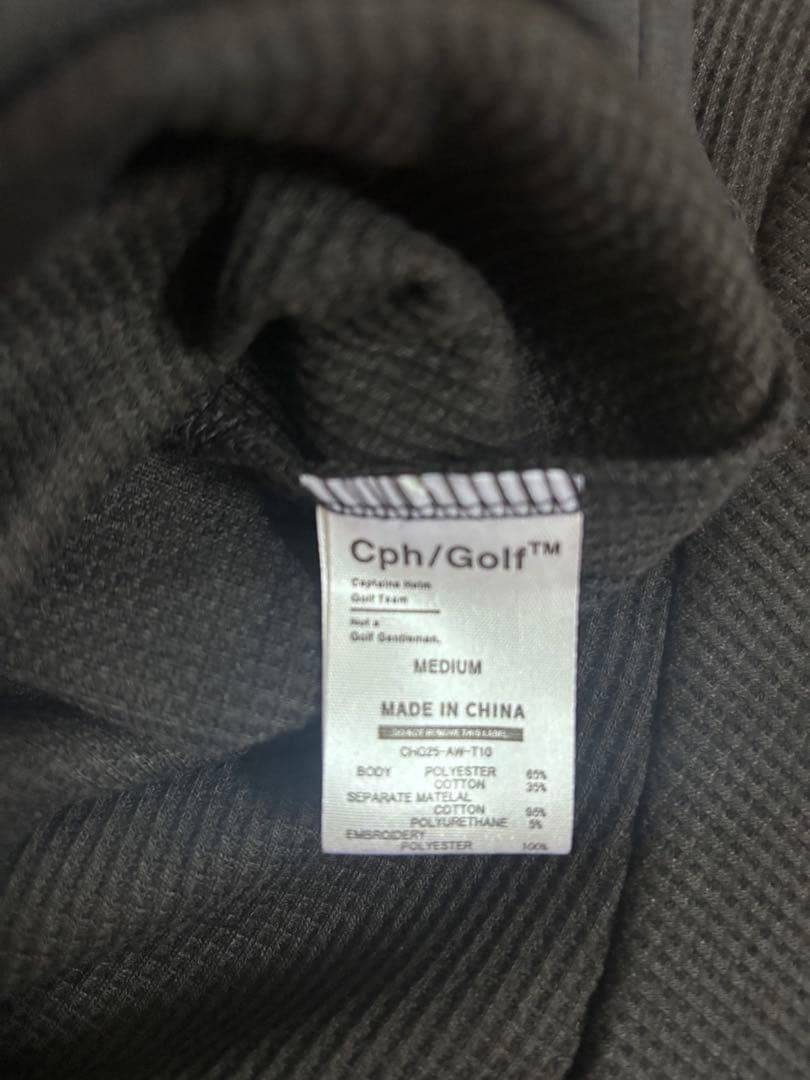 Cph/Golf™
Captains Helm
Golf Team
Not a
Golf Gentleman.
MEDIUM
MADE IN CHINA
DO NOT REMOVE THIS LABEL
CHG25-AW-T10
BODY POLYESTER 65%
COTTON 35%
SEPARATE MATELAL
COTTON 95%
POLYURETHANE 5%
EMBROIDERY
POLYESTER 100%